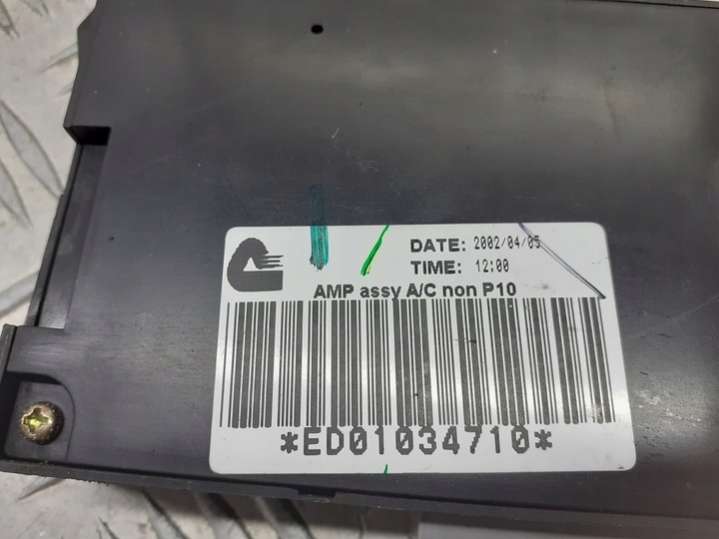 DATE: 2002/04/05
TIME: 12:00
AMP assy A/C non P10
*ED01034710*